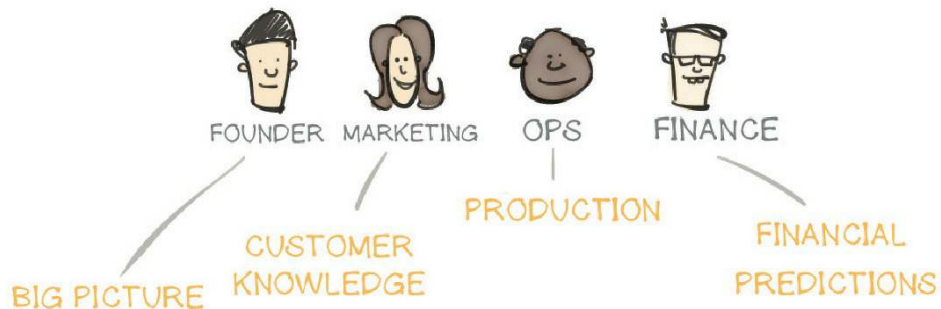 FOUNDER MARKETING OPS FINANCE
PRODUCTION
CUSTOMER
KNOWLEDGE
FINANCIAL
PREDICTIONS
BIG PICTURE